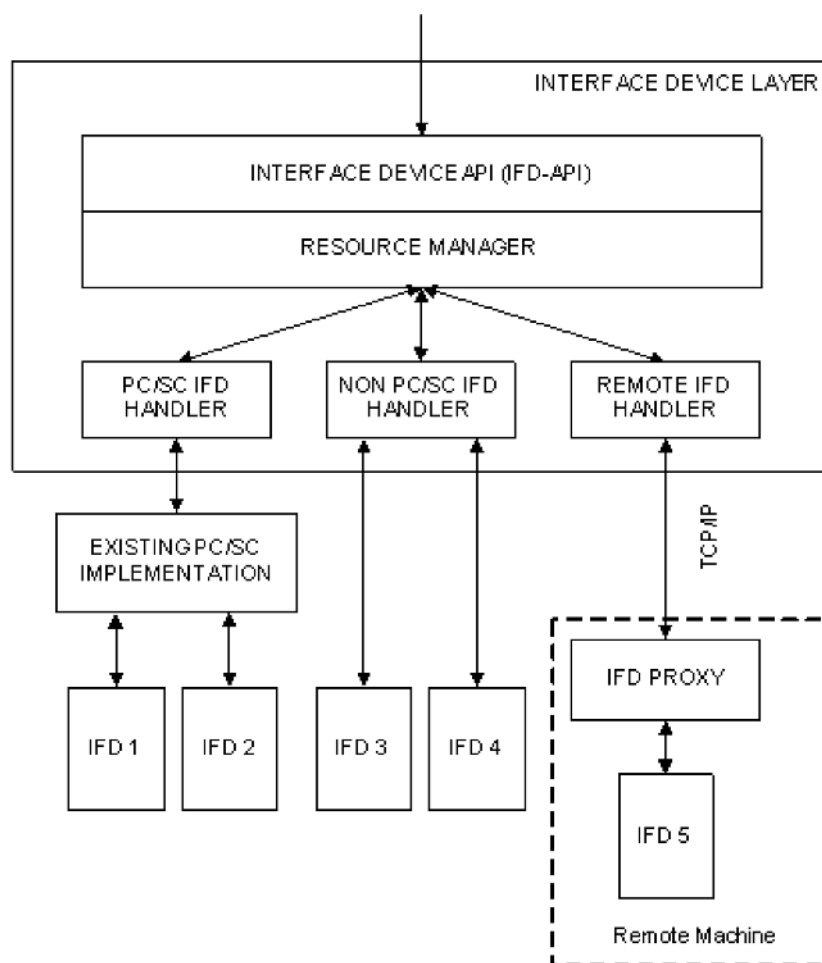 INTERFACE DEVICE LAYER
INTERFACE DEVICE API (IFD-API)
RESOURCE MANAGER
PC/SC IFD
HANDLER
NON PC/SC IFD
HANDLER
REMOTE IFD
HANDLER
EXISTING PC/SC
IMPLEMENTATION
TCP/IP
IFD PROXY
IFD 1
IFD 2
IFD 3
IFD 4
IFD 5
Remote Machine